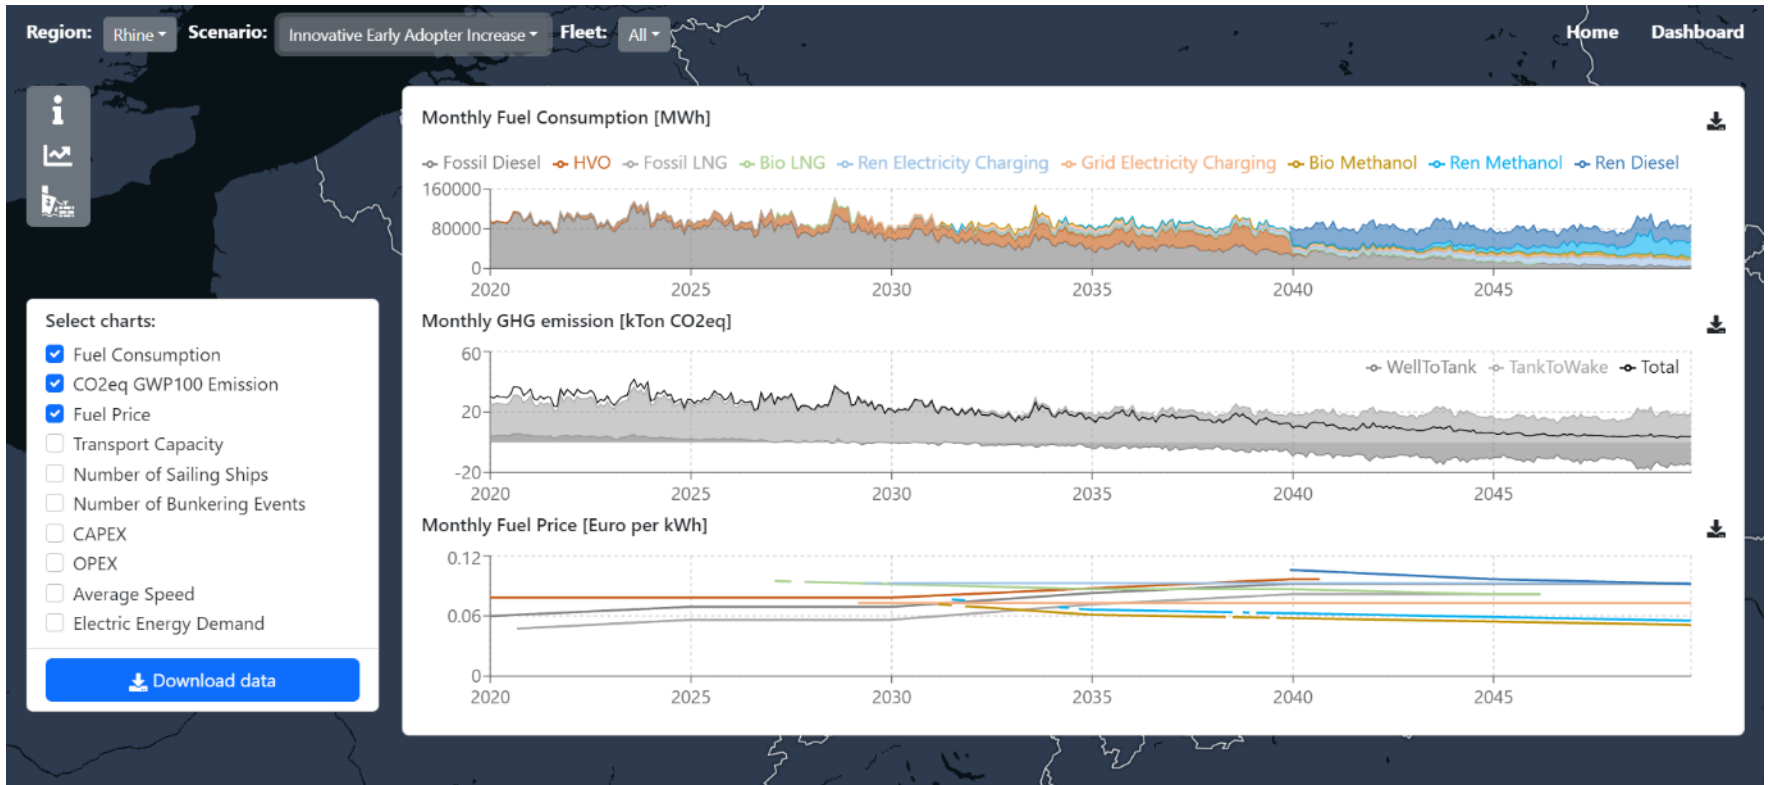 Region: Rhine Scenario: Innovative Early Adopter Increase Fleet: All Home Dashboard
Select charts:
Fuel Consumption
CO2eq GWP100 Emission
Fuel Price
Transport Capacity
Number of Sailing Ships
Number of Bunkering Events
CAPEX
OPEX
Average Speed
Electric Energy Demand
Download data
Monthly Fuel Consumption [MWh]
Fossil Diesel HVO Fossil LNG Bio LNG Ren Electricity Charging Grid Electricity Charging Bio Methanol Ren Methanol Ren Diesel
160000
80000
0
2020 2025 2030 2035 2040 2045
Monthly GHG emission [kTon CO2eq]
WellToTank TankToWake Total
60
20
-20
2020 2025 2030 2035 2040 2045
Monthly Fuel Price [Euro per kWh]
0.12
0.06
0
2020 2025 2030 2035 2040 2045